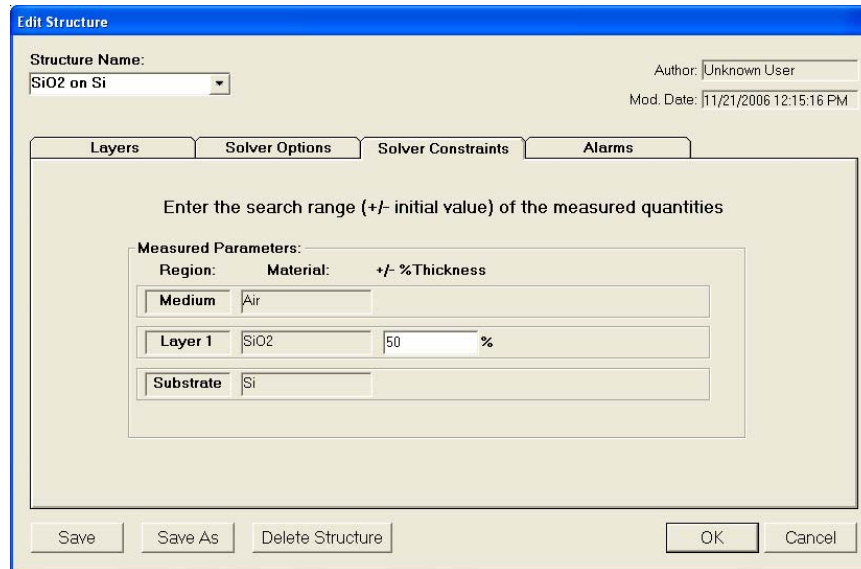 Edit Structure
Structure Name:
SiO2 on Si
Author: Unknown User
Mod. Date: 11/21/2006 12:15:16 PM
Layers Solver Options Solver Constraints Alarms
Enter the search range (+/- initial value) of the measured quantities
Measured Parameters:
Region: Material: +/- %Thickness
Medium Air
Layer 1 SiO2 50 %
Substrate Si
Save Save As Delete Structure OK Cancel